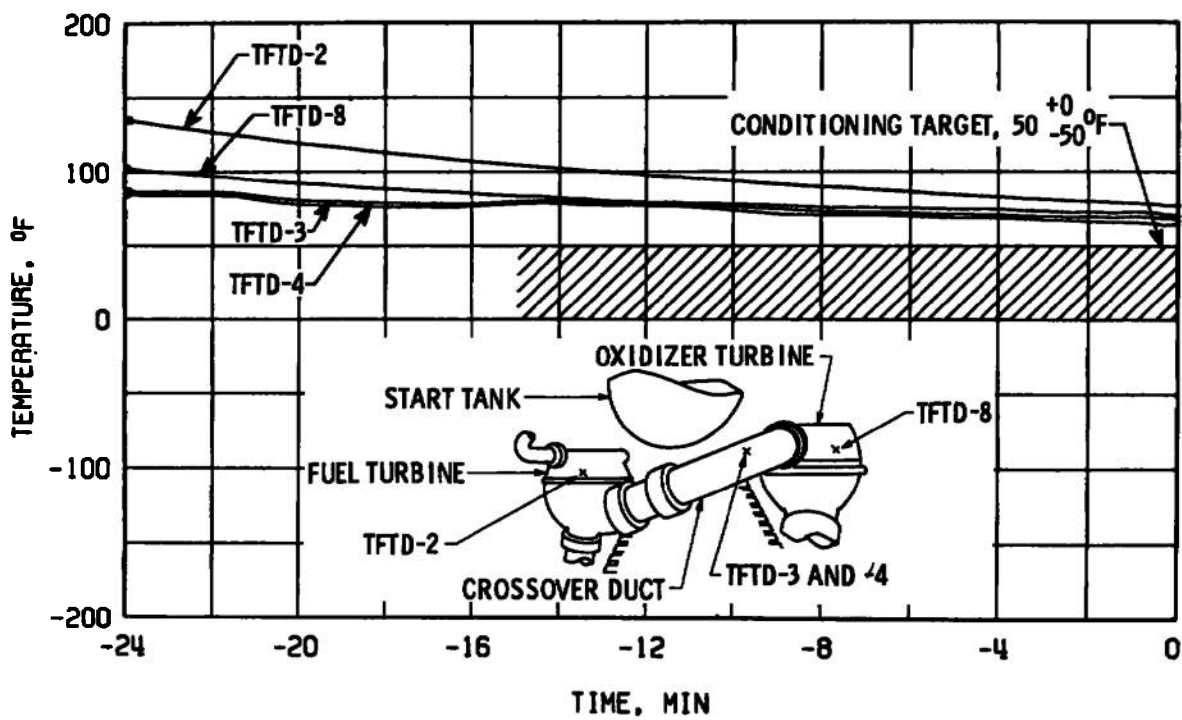 200
TFTD-2
TFTD-8
CONDITIONING TARGET, 50 +0 -50 °F
100
TFTD-3
TFTD-4
0
TEMPERATURE, °F
OXIDIZER TURBINE
START TANK
TFTD-8
-100
FUEL TURBINE
TFTD-2
TFTD-3 AND -4
CROSSOVER DUCT
-200
-24 -20 -16 -12 -8 -4 0
TIME, MIN